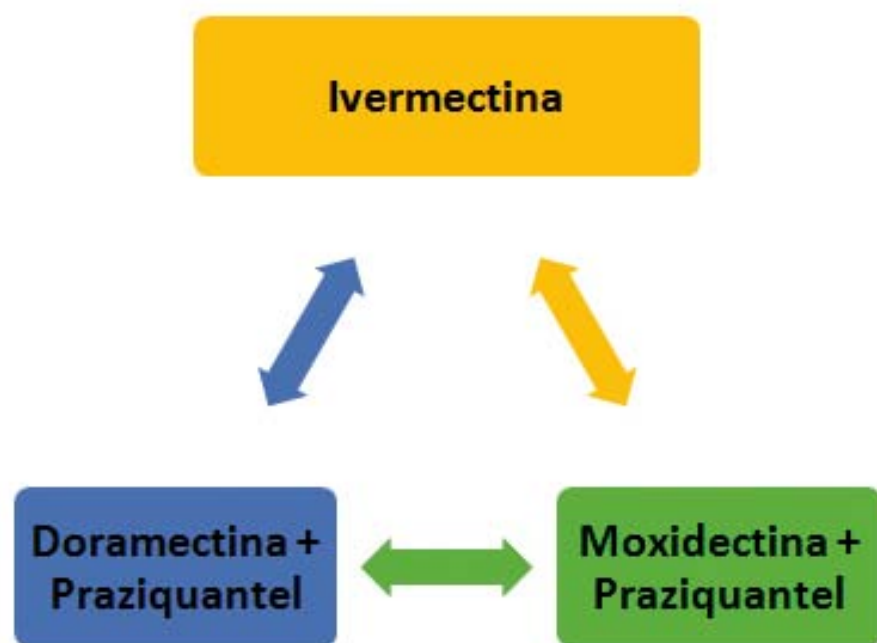 Ivermectina
Doramectina +
Praziquantel
Moxidectina +
Praziquantel